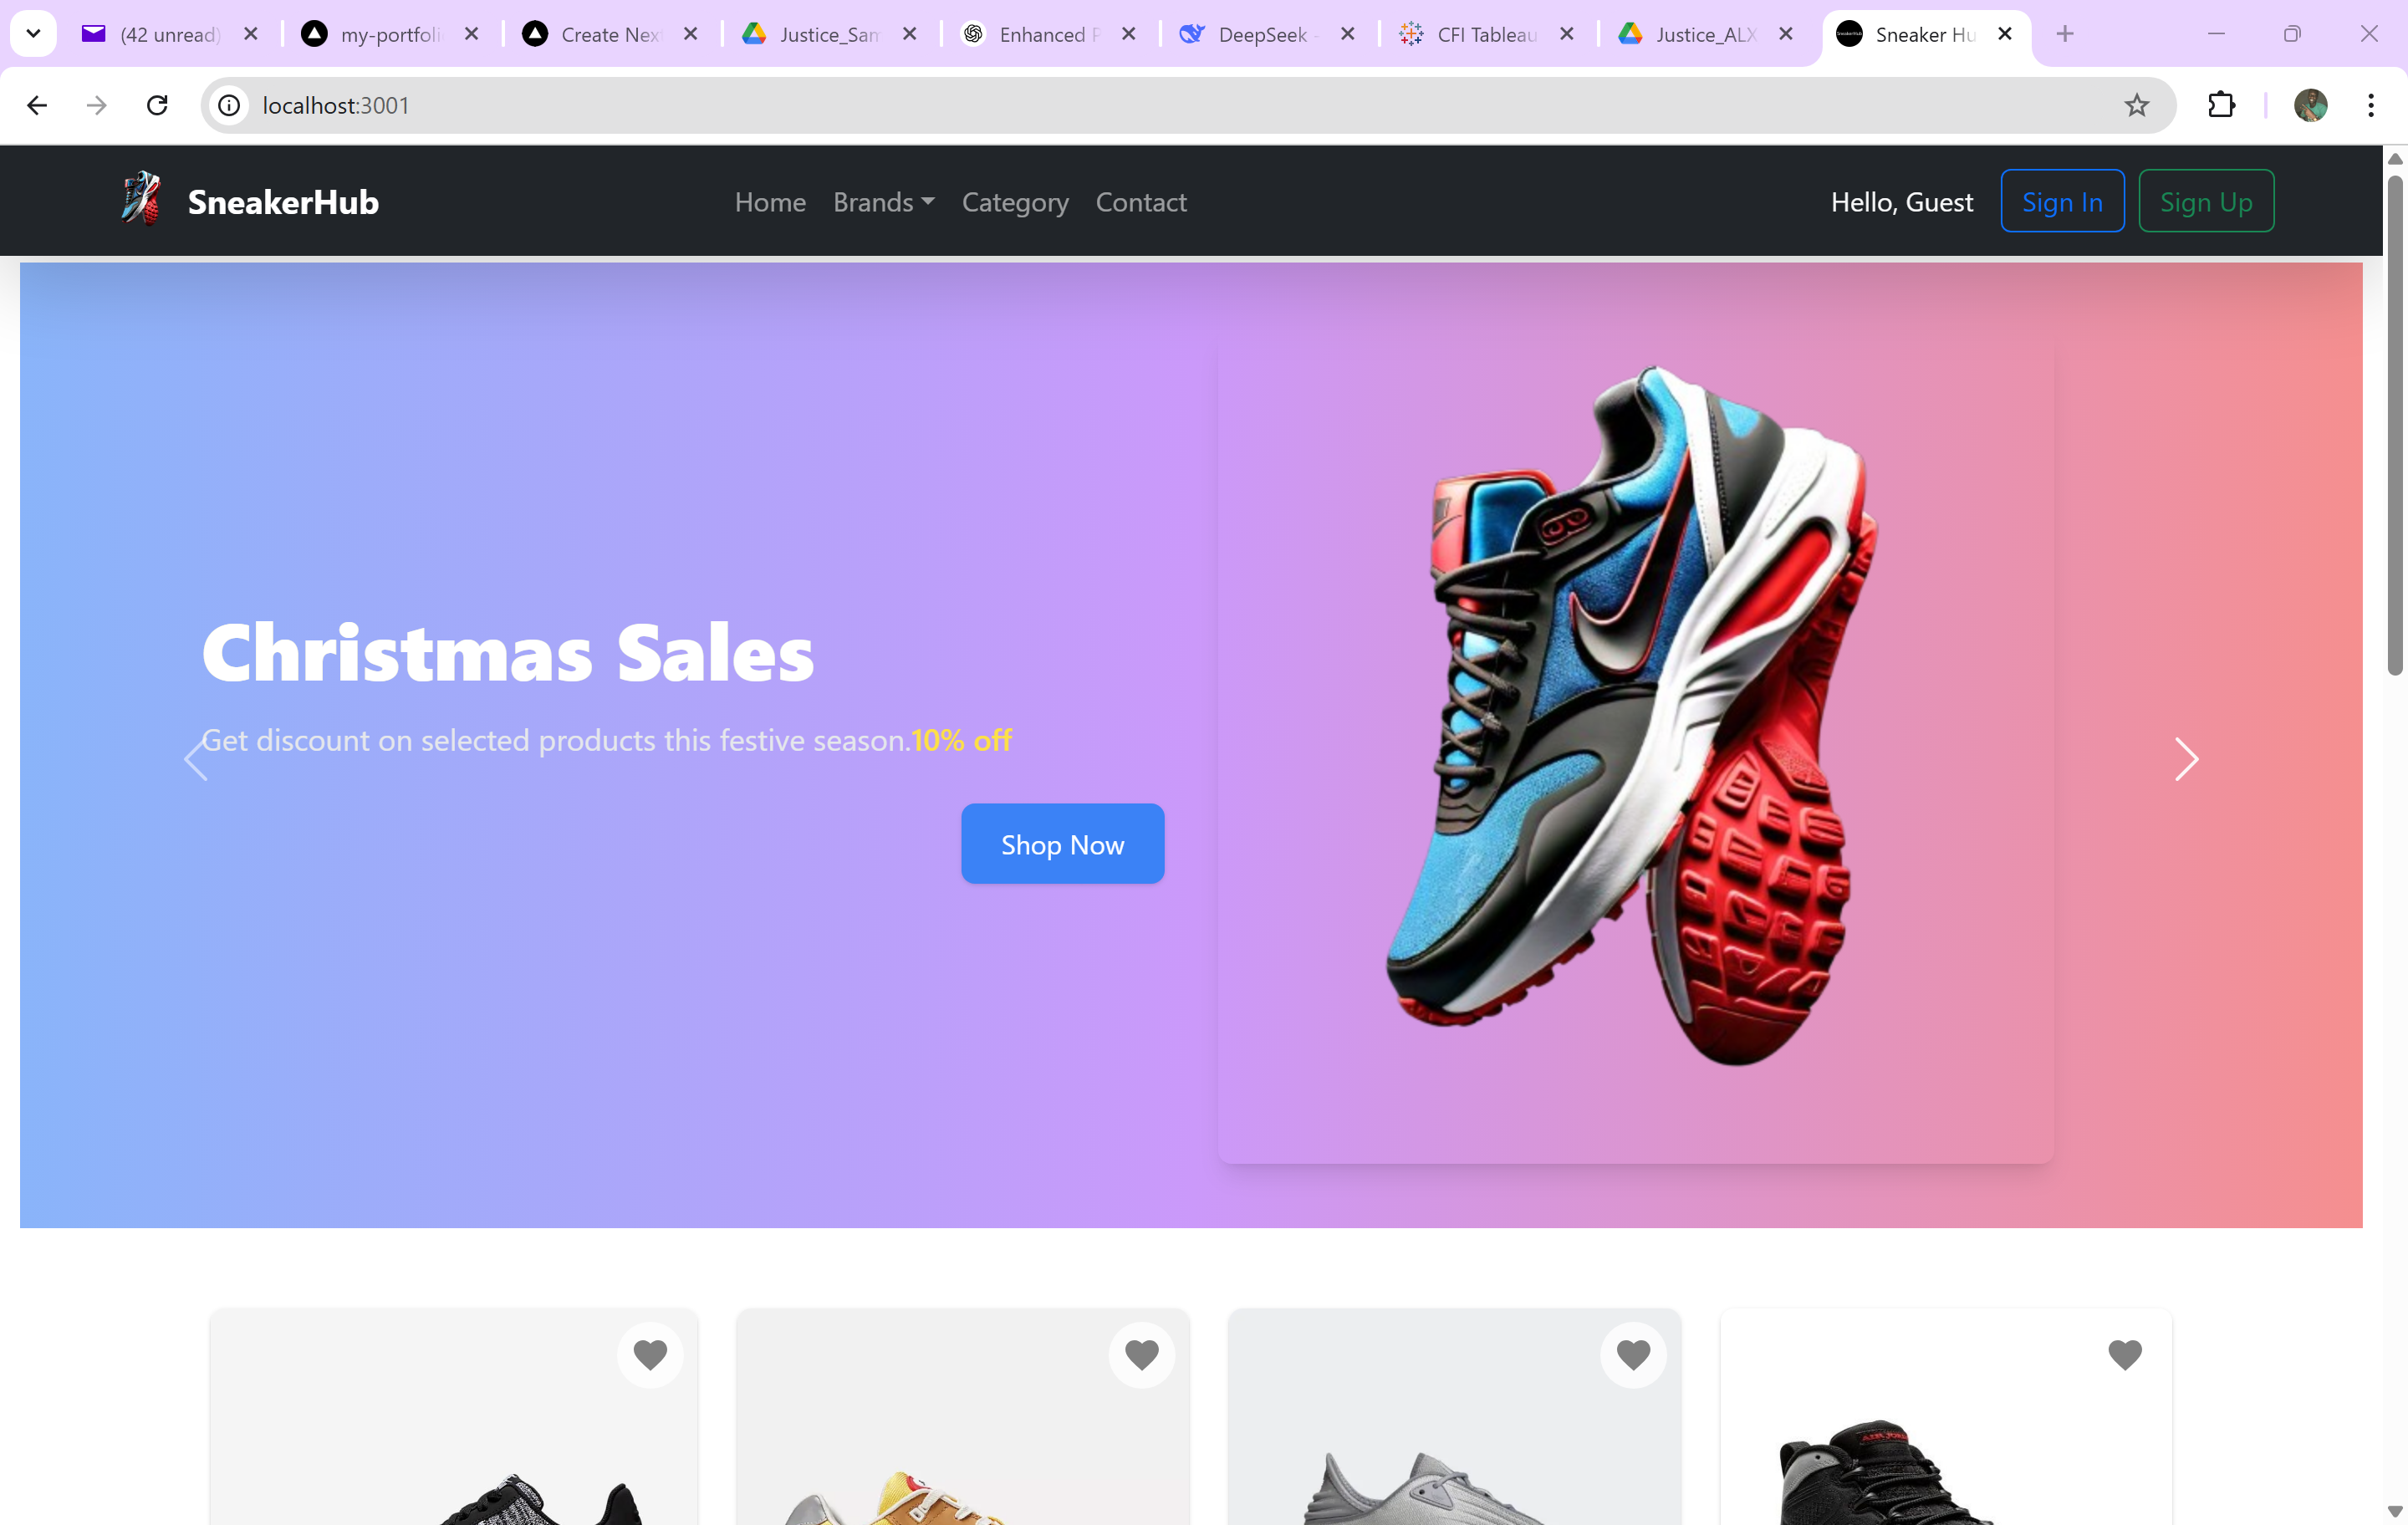 (42 unread)
my-portfoli
Create Nex
Justice_San
Enhanced P
DeepSeek -
CFI Tableau
Justice_ALX
Sneaker Hu
localhost:3001
SneakerHub
Home
Brands
Category
Contact
Hello, Guest
Sign In
Sign Up
Christmas Sales
Get discount on selected products this festive season.10% off
Shop Now